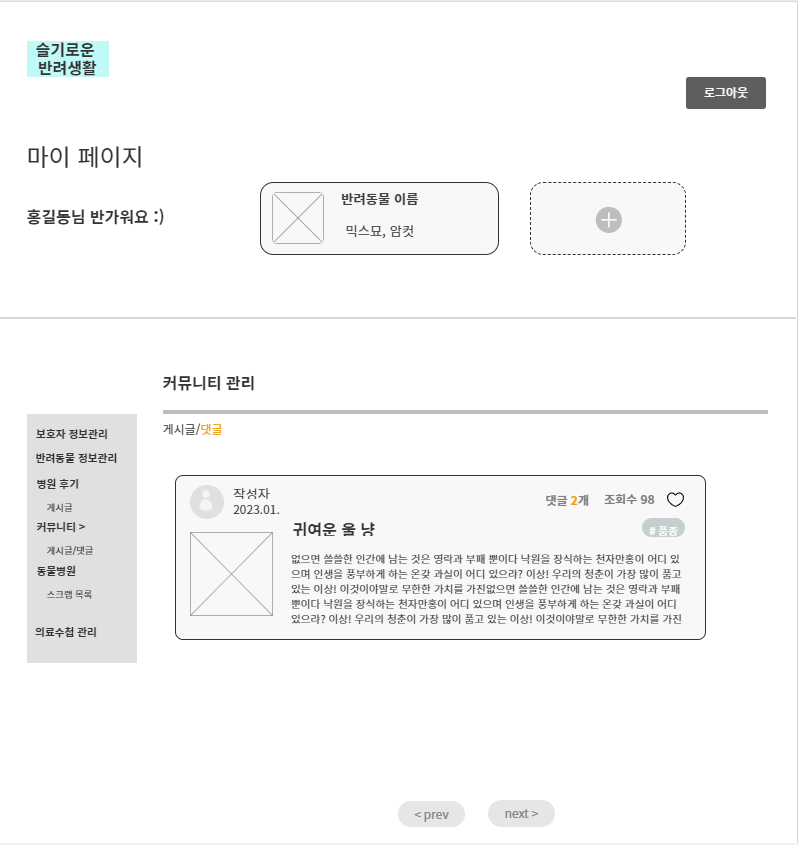 슬기로운
반려생활
로그아웃
마이 페이지
홍길동님 반가워요 :)
반려동물 이름
믹스묘, 암컷
커뮤니티 관리
게시글/댓글
보호자 정보관리
반려동물 정보관리
병원 후기
게시글
커뮤니티 >
게시글/댓글
동물병원
스크랩 목록
의료수첩 관리
작성자
2023.01.
댓글 2개
조회수 98
귀여운 울 냥
# 품종
없으면 쓸쓸한 인간에 남는 것은 영락과 부패 뿐이다 낙원을 장식하는 천자만홍이 어디 있
으며 인생을 풍부하게 하는 온갖 과실이 어디 있으랴? 이상! 우리의 청춘이 가장 많이 품고
있는 이상! 이것이야말로 무한한 가치를 가진없으면 쓸쓸한 인간에 남는 것은 영락과 부패
뿐이다 낙원을 장식하는 천자만홍이 어디 있으며 인생을 풍부하게 하는 온갖 과실이 어디
있으랴? 이상! 우리의 청춘이 가장 많이 품고 있는 이상! 이것이야말로 무한한 가치를 가진
< prev
next >